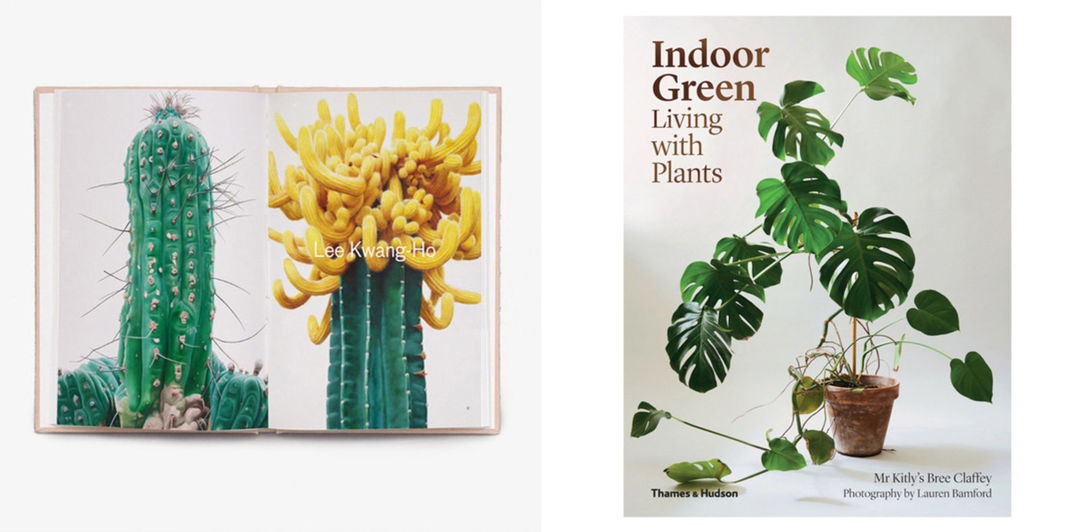 Lee Kwang-Ho
Indoor
Green
Living
with
Plants
Mr Kitly's Bree Claffey
Thames & Hudson
Photography by Lauren Bamford